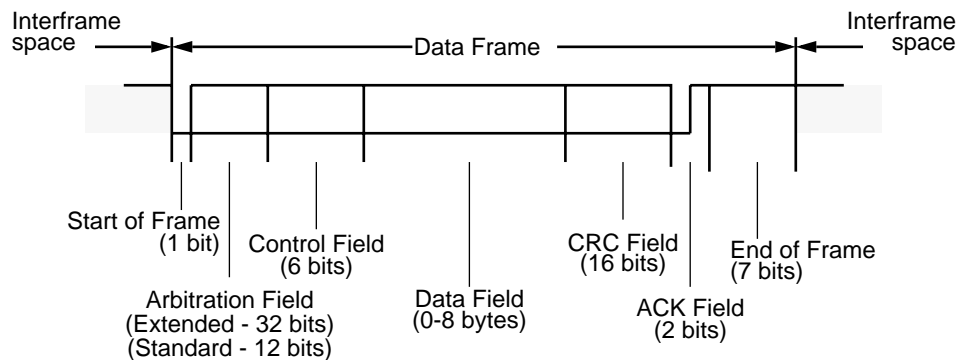 Interframe
space
Data Frame
Interframe
space
Start of Frame
(1 bit)
Arbitration Field
(Extended - 32 bits)
(Standard - 12 bits)
Control Field
(6 bits)
Data Field
(0-8 bytes)
CRC Field
(16 bits)
ACK Field
(2 bits)
End of Frame
(7 bits)